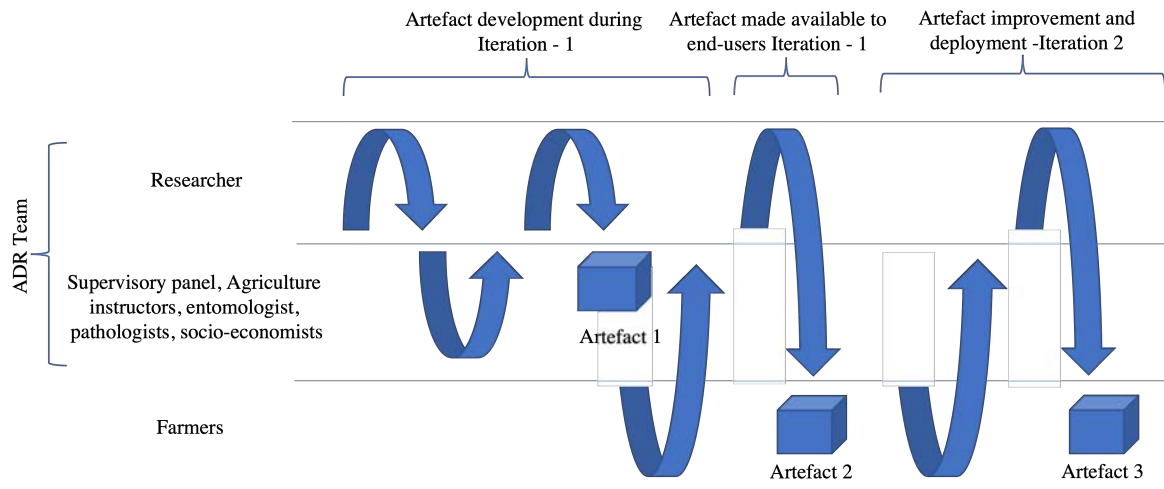 Artefact development during
Iteration - 1
Artefact made available to
end-users Iteration - 1
Artefact improvement and
deployment -Iteration 2
ADR Team
Researcher
Supervisory panel, Agriculture
instructors, entomologist,
pathologists, socio-economists
Artefact 1
Farmers
Artefact 2
Artefact 3